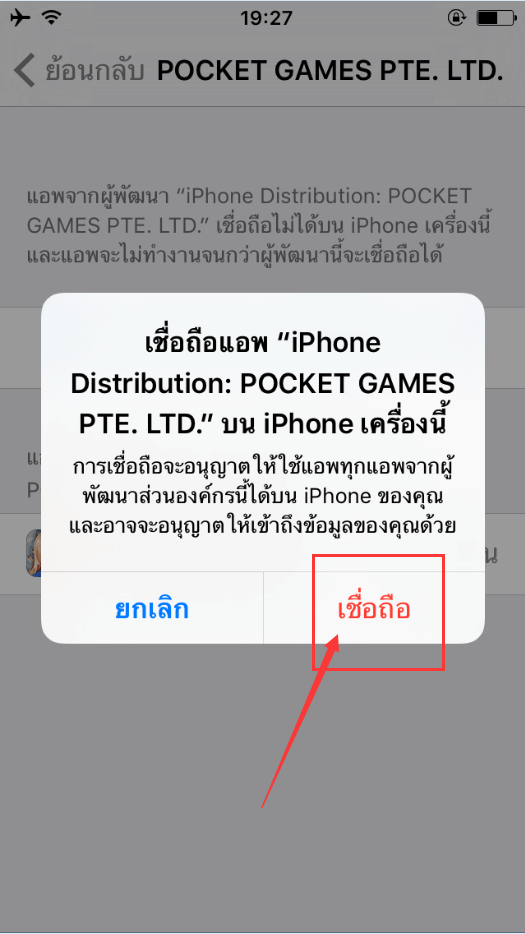 19:27
ย้อนกลับ POCKET GAMES PTE. LTD.
แอพจากผู้พัฒนา “iPhone Distribution: POCKET
GAMES PTE. LTD.” เชื่อถือไม่ได้บน iPhone เครื่องนี้
และแอพจะไม่ทำงานจนกว่าผู้พัฒนานี้จะเชื่อถือได้
เชื่อถือแอพ “iPhone
Distribution: POCKET GAMES
PTE. LTD.” บน iPhone เครื่องนี้
การเชื่อถือจะอนุญาตให้ใช้แอพทุกแอพจากผู้
พัฒนาส่วนองค์กรนี้ได้บน iPhone ของคุณ
และอาจจะอนุญาตให้เข้าถึงข้อมูลของคุณด้วย
ยกเลิก เชื่อถือ